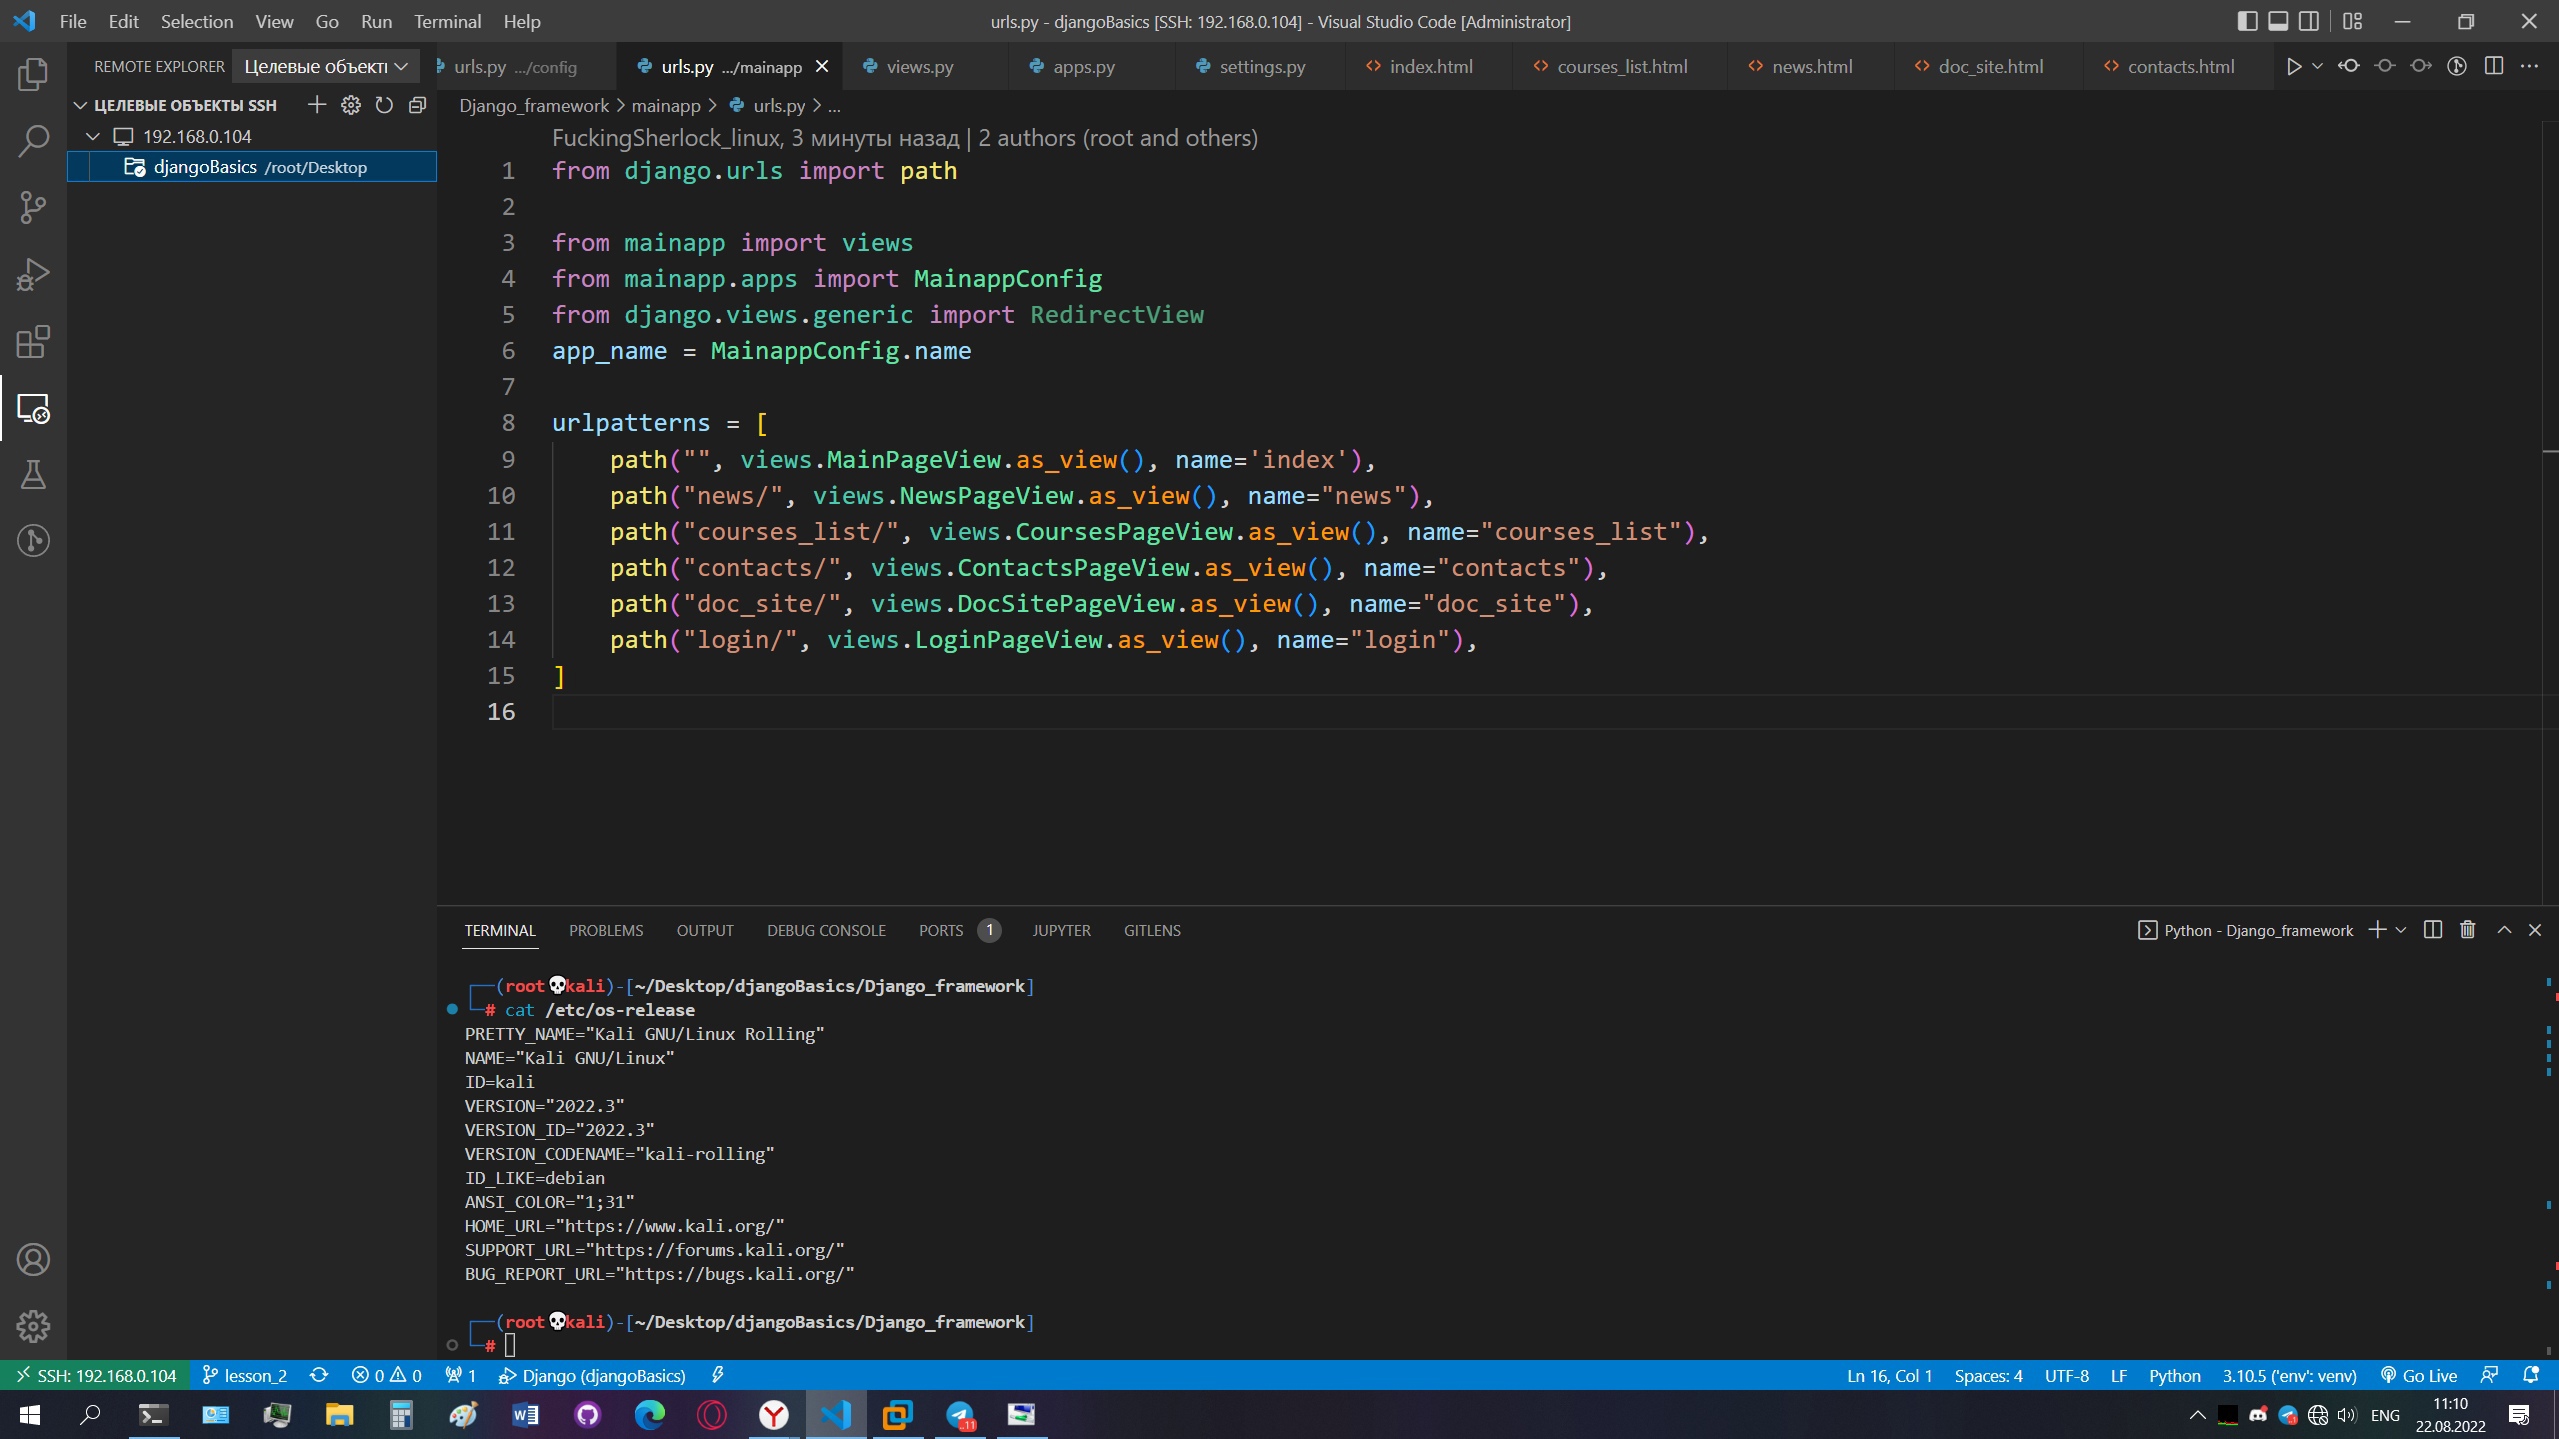 File Edit Selection View Go Run Terminal Help
urls.py - djangoBasics [SSH: 192.168.0.104] - Visual Studio Code [Administrator]
REMOTE EXPLORER
Целевые объекты
urls.py .../config
urls.py .../mainapp
views.py
apps.py
settings.py
index.html
courses_list.html
news.html
doc_site.html
contacts.html
ЦЕЛЕВЫЕ ОБЪЕКТЫ SSH
192.168.0.104
djangoBasics /root/Desktop
Django_framework > mainapp > urls.py > ...
FuckingSherlock_linux, 3 минуты назад | 2 authors (root and others)
1 from django.urls import path
2
3 from mainapp import views
4 from mainapp.apps import MainappConfig
5 from django.views.generic import RedirectView
6 app_name = MainappConfig.name
7
8 urlpatterns = [
9 path("", views.MainPageView.as_view(), name='index'),
10 path("news/", views.NewsPageView.as_view(), name="news"),
11 path("courses_list/", views.CoursesPageView.as_view(), name="courses_list"),
12 path("contacts/", views.ContactsPageView.as_view(), name="contacts"),
13 path("doc_site/", views.DocSitePageView.as_view(), name="doc_site"),
14 path("login/", views.LoginPageView.as_view(), name="login"),
15 ]
16
TERMINAL PROBLEMS OUTPUT DEBUG CONSOLE PORTS 1 JUPYTER GITLENS
Python - Django_framework
(root💀kali)-[~/Desktop/djangoBasics/Django_framework]
# cat /etc/os-release
PRETTY_NAME="Kali GNU/Linux Rolling"
NAME="Kali GNU/Linux"
ID=kali
VERSION="2022.3"
VERSION_ID="2022.3"
VERSION_CODENAME="kali-rolling"
ID_LIKE=debian
ANSI_COLOR="1;31"
HOME_URL="https://www.kali.org/"
SUPPORT_URL="https://forums.kali.org/"
BUG_REPORT_URL="https://bugs.kali.org/"
(root💀kali)-[~/Desktop/djangoBasics/Django_framework]
#
SSH: 192.168.0.104 lesson_2 0 0 1 Django (djangoBasics)
Ln 16, Col 1 Spaces: 4 UTF-8 LF Python 3.10.5 ('env': venv) Go Live
11
ENG
11:10
22.08.2022